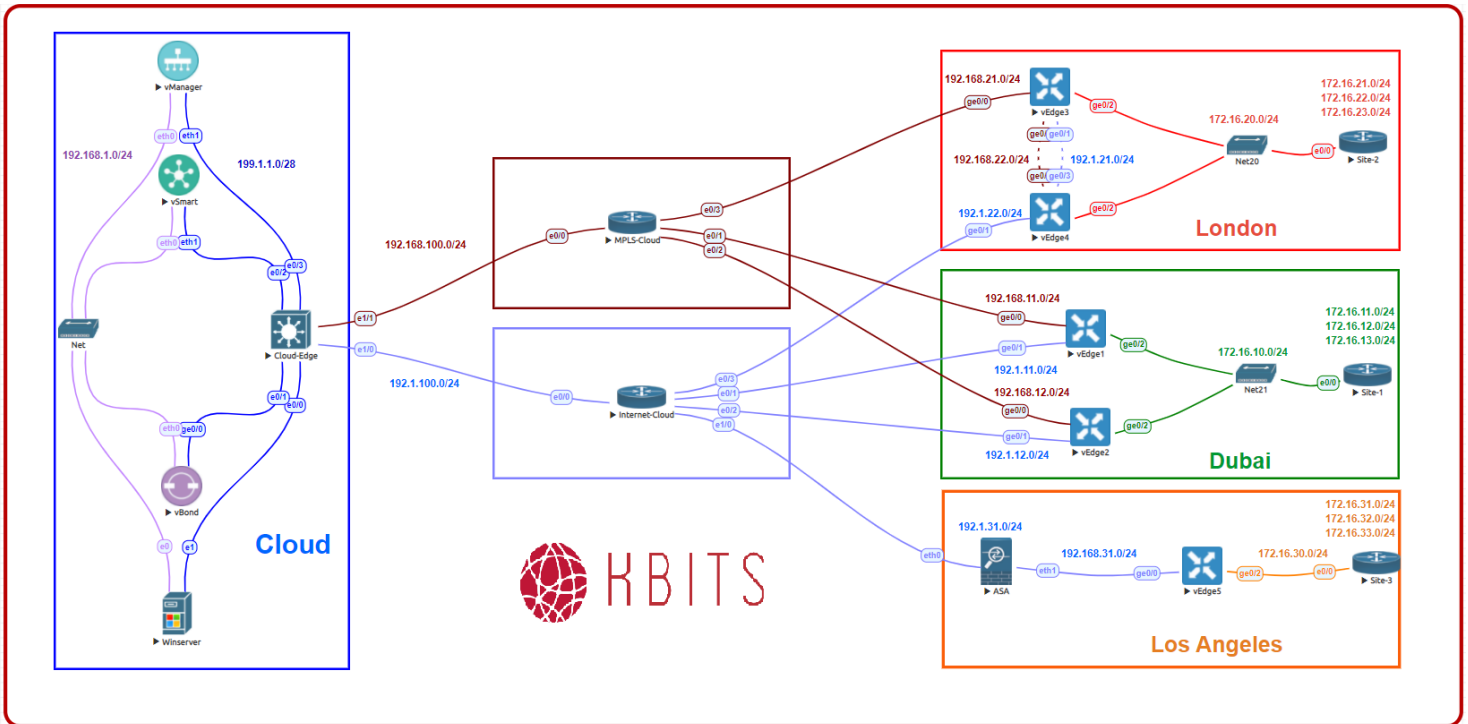 vManager
eth0
eth1
192.168.1.0/24
199.1.1.0/28
vSmart
eth0
eth1
e0/2
e0/3
Net
Cloud-Edge
e1/1
e1/0
e0/1
e0/0
eth0
ge0/0
vBond
e0
e1
Cloud
Winserver
192.168.100.0/24
192.1.100.0/24
e0/0
MPLS-Cloud
e0/3
e0/1
e0/2
e0/0
Internet-Cloud
e0/3
e0/1
e0/2
e1/0
KBITS
192.168.21.0/24
ge0/0
vEdge3
ge0/2
ge0/1
192.168.22.0/24
192.1.21.0/24
ge0/3
192.1.22.0/24
ge0/1
vEdge4
ge0/2
172.16.20.0/24
Net20
172.16.21.0/24
172.16.22.0/24
172.16.23.0/24
e0/0
Site-2
London
192.168.11.0/24
ge0/0
vEdge1
ge0/1
192.1.11.0/24
ge0/2
192.168.12.0/24
ge0/0
ge0/1
192.1.12.0/24
vEdge2
ge0/2
172.16.10.0/24
Net21
172.16.11.0/24
172.16.12.0/24
172.16.13.0/24
e0/0
Site-1
Dubai
192.1.31.0/24
eth0
ASA
eth1
192.168.31.0/24
ge0/0
vEdge5
ge0/2
172.16.30.0/24
e0/0
172.16.31.0/24
172.16.32.0/24
172.16.33.0/24
Site-3
Los Angeles